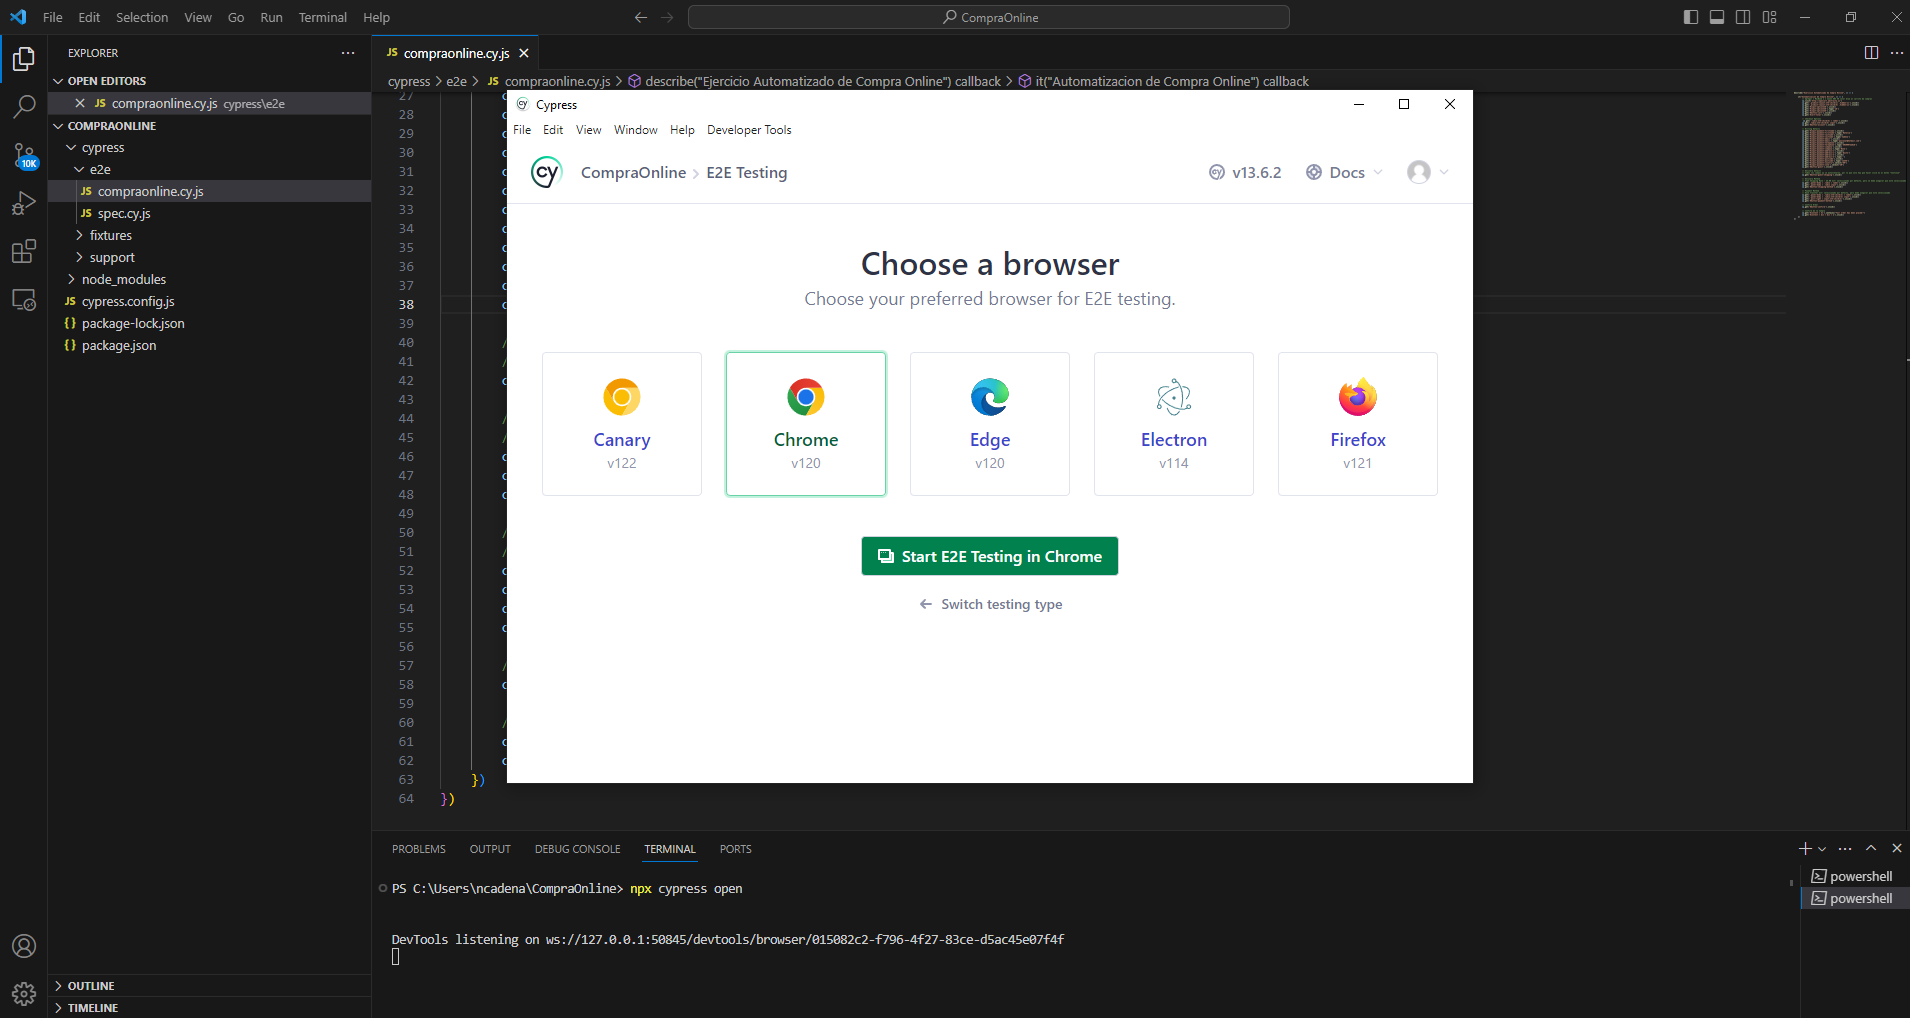 File Edit Selection View Go Run Terminal Help
CompraOnline
EXPLORER
OPEN EDITORS
JS compraonline.cy.js cypress\e2e
COMPRAONLINE
cypress
e2e
JS compraonline.cy.js
JS spec.cy.js
fixtures
support
node_modules
JS cypress.config.js
{} package-lock.json
{} package.json
OUTLINE
TIMELINE
10K
JS compraonline.cy.js
cypress > e2e > JS compraonline.cy.js > describe("Ejercicio Automatizado de Compra Online") callback > it("Automatizacion de Compra Online") callback
27 c
28 c
29 c
30 c
31 c
32 c
33 c
34 c
35 c
36 c
37 c
38 c
39
40 /
41 /
42 c
43
44 /
45 /
46 c
47 c
48 c
49
50 /
51 /
52 c
53 c
54 c
55 c
56
57 /
58 c
59
60 /
61 c
62 c
63 })
64 })
cy Cypress
File Edit View Window Help Developer Tools
cy CompraOnline > E2E Testing
v13.6.2
Docs
Choose a browser
Choose your preferred browser for E2E testing.
Canary
v122
Chrome
v120
Edge
v120
Electron
v114
Firefox
v121
Start E2E Testing in Chrome
← Switch testing type
PROBLEMS OUTPUT DEBUG CONSOLE TERMINAL PORTS
PS C:\Users\ncadena\CompraOnline> npx cypress open
DevTools listening on ws://127.0.0.1:50845/devtools/browser/015082c2-f796-4f27-83ce-d5ac45e07f4f
powershell
powershell